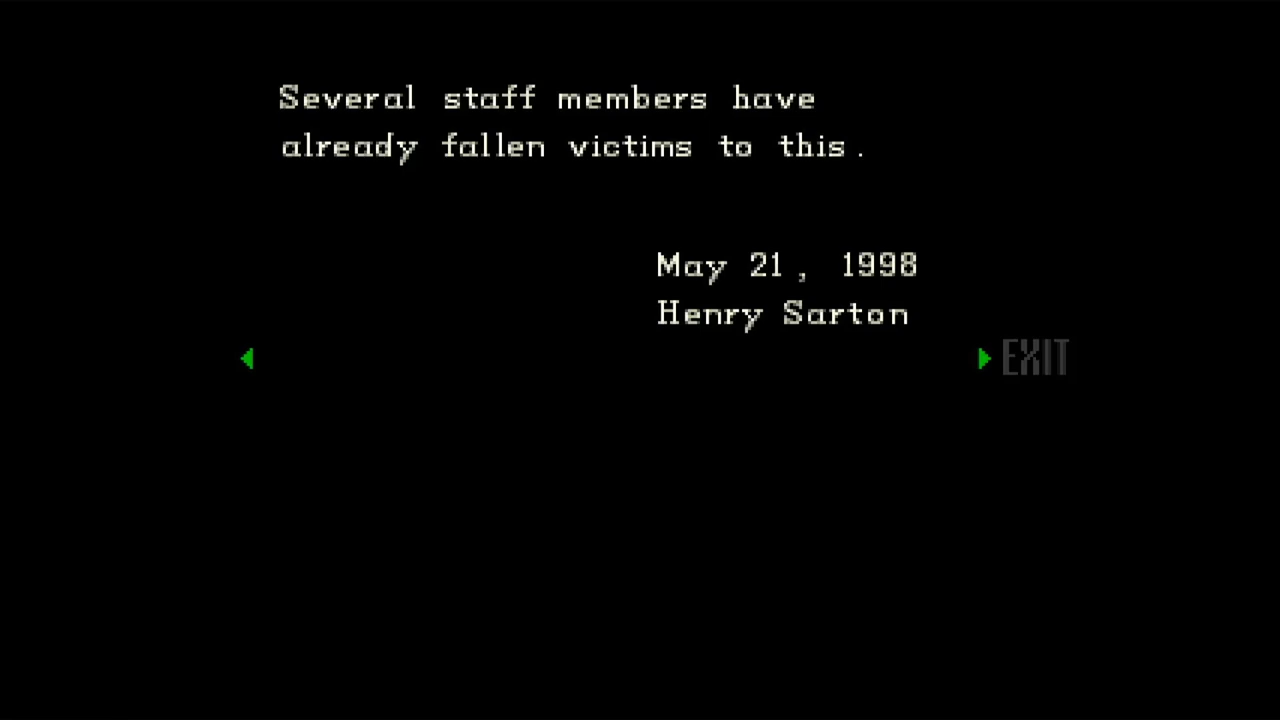 Several staff members have
already fallen victims to this.
May 21, 1998
Henry Sarton
EXIT